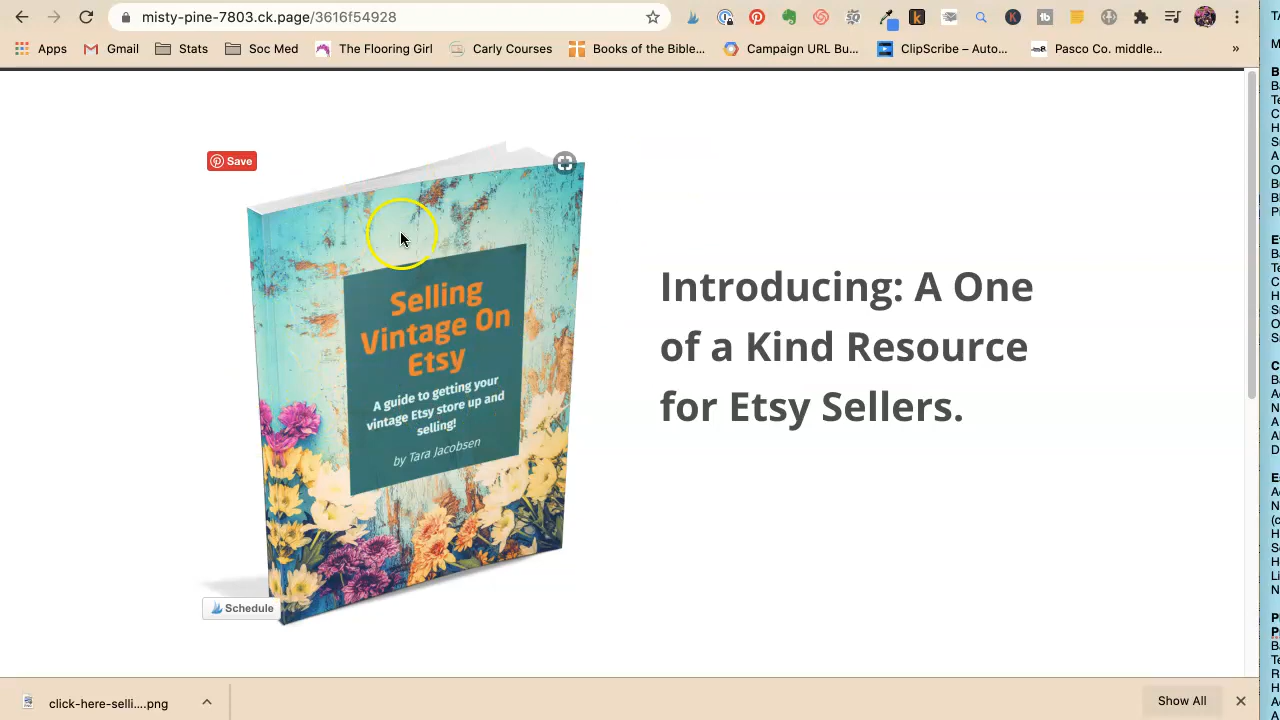 misty-pine-7803.ck.page/3616f54928
Apps
Gmail
Stats
Soc Med
The Flooring Girl
Carly Courses
Books of the Bible...
Campaign URL Bu...
ClipScribe – Auto...
Pasco Co. middle...
»
Save
Selling
Vintage On
Etsy
A guide to getting your
vintage Etsy store up and
selling!
by Tara Jacobsen
Introducing: A One
of a Kind Resource
for Etsy Sellers.
Schedule
click-here-selli....png
Show All